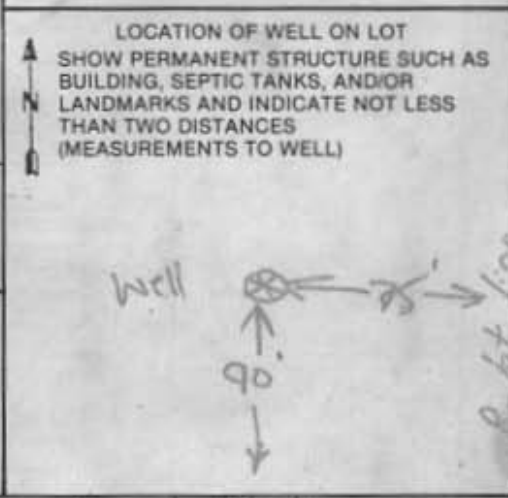 LOCATION OF WELL ON LOT
SHOW PERMANENT STRUCTURE SUCH AS
BUILDING, SEPTIC TANKS, AND/OR
N LANDMARKS AND INDICATE NOT LESS
THAN TWO DISTANCES
(MEASUREMENTS TO WELL)
Well
90'